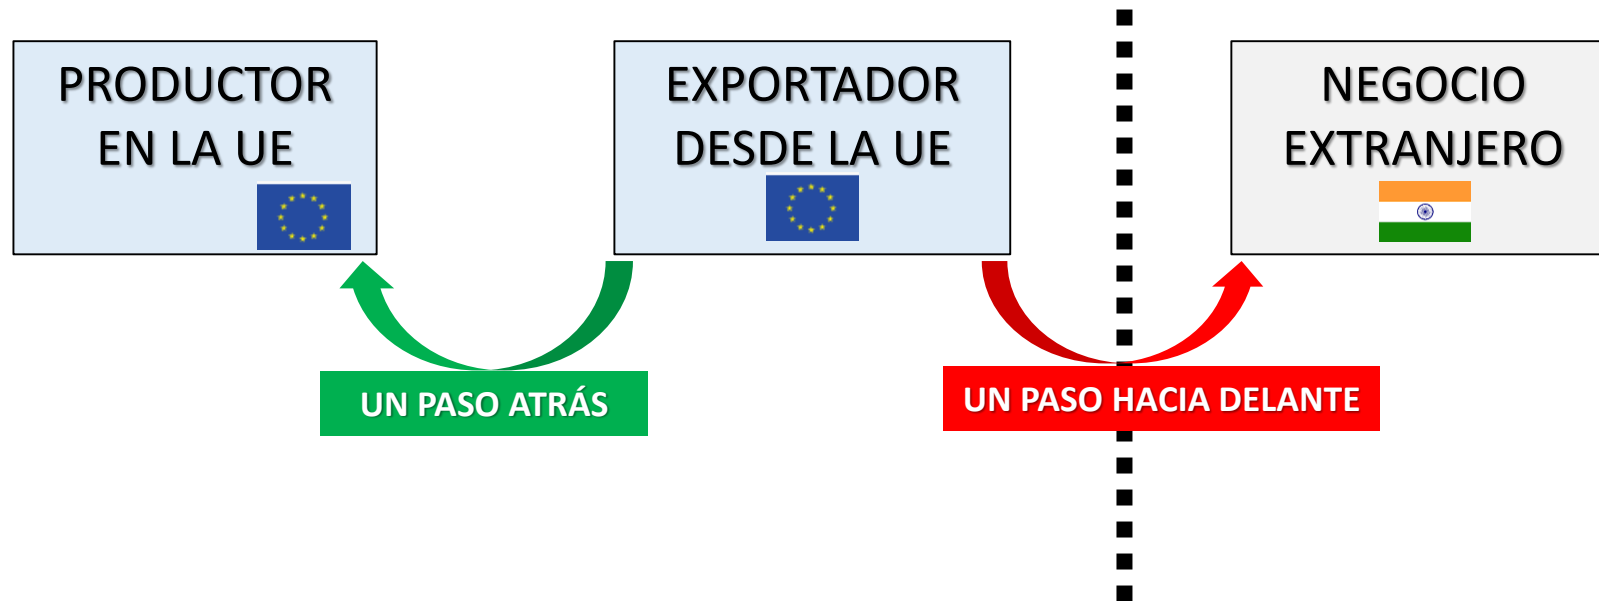 PRODUCTOR
EN LA UE
EXPORTADOR
DESDE LA UE
NEGOCIO
EXTRANJERO
UN PASO ATRÁS
UN PASO HACIA DELANTE